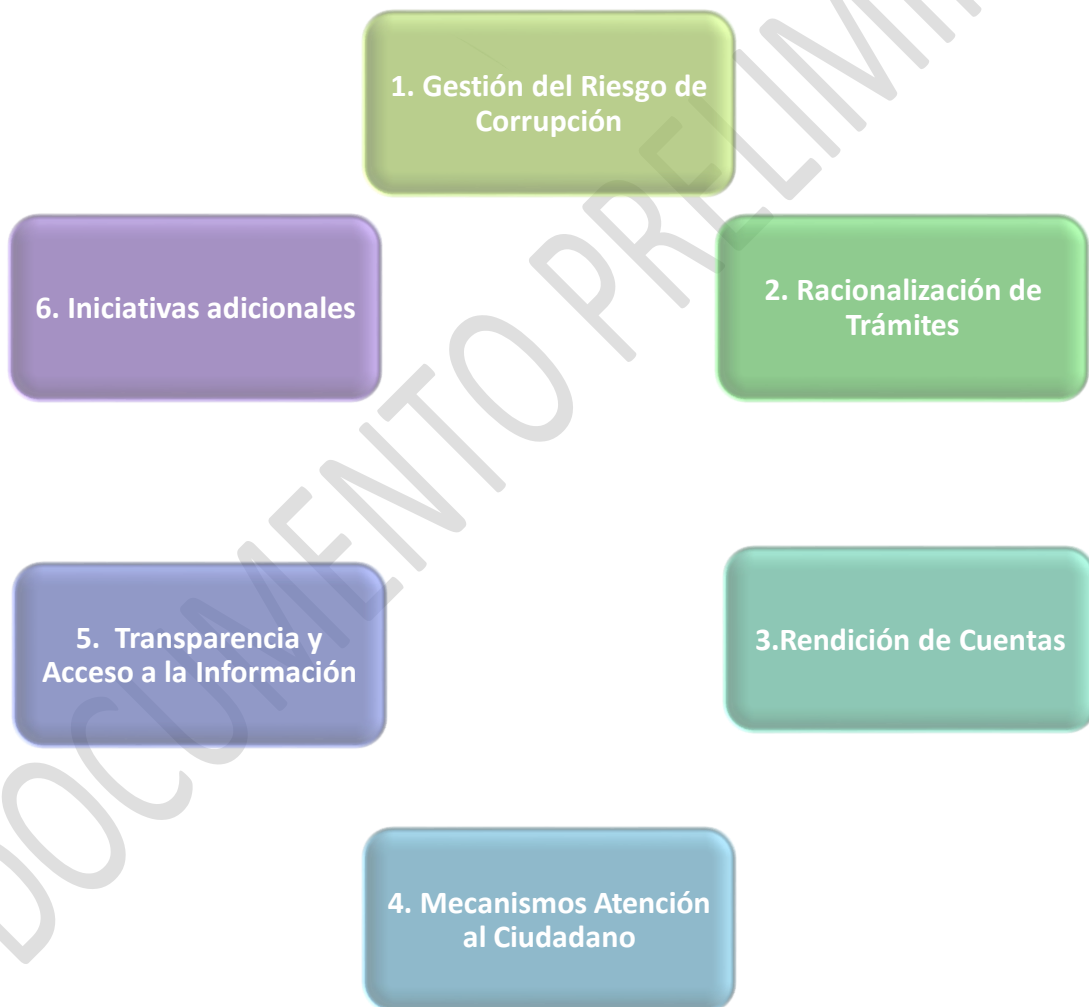 1. Gestión del Riesgo de
Corrupción
2. Racionalización de
Trámites
3.Rendición de Cuentas
4. Mecanismos Atención
al Ciudadano
5.  Transparencia y
Acceso a la Información
6. Iniciativas adicionales
DOCUMENTO